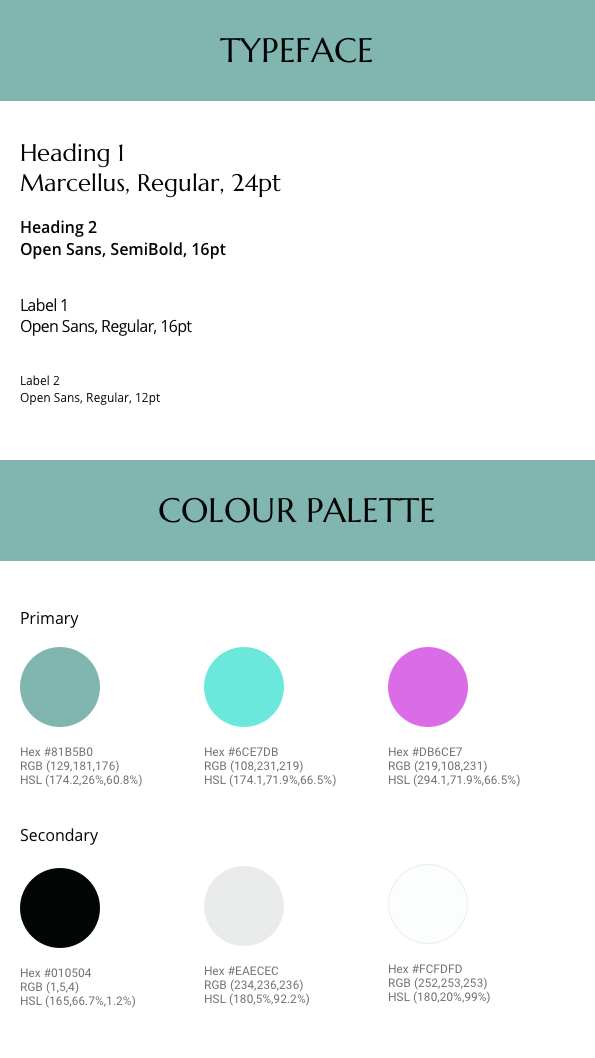 TYPEFACE
Heading 1
Marcellus, Regular, 24pt
Heading 2
Open Sans, SemiBold, 16pt
Label 1
Open Sans, Regular, 16pt
Label 2
Open Sans, Regular, 12pt
COLOUR PALETTE
Primary
Hex #81B5B0
RGB (129,181,176)
HSL (174.2,26%,60.8%)
Hex #6CE7DB
RGB (108,231,219)
HSL (174.1,71.9%,66.5%)
Hex #DB6CE7
RGB (219,108,231)
HSL (294.1,71.9%,66.5%)
Secondary
Hex #010504
RGB (1,5,4)
HSL (165,66.7%,1.2%)
Hex #EAECEC
RGB (234,236,236)
HSL (180,5%,92.2%)
Hex #FCFDFD
RGB (252,253,253)
HSL (180,20%,99%)